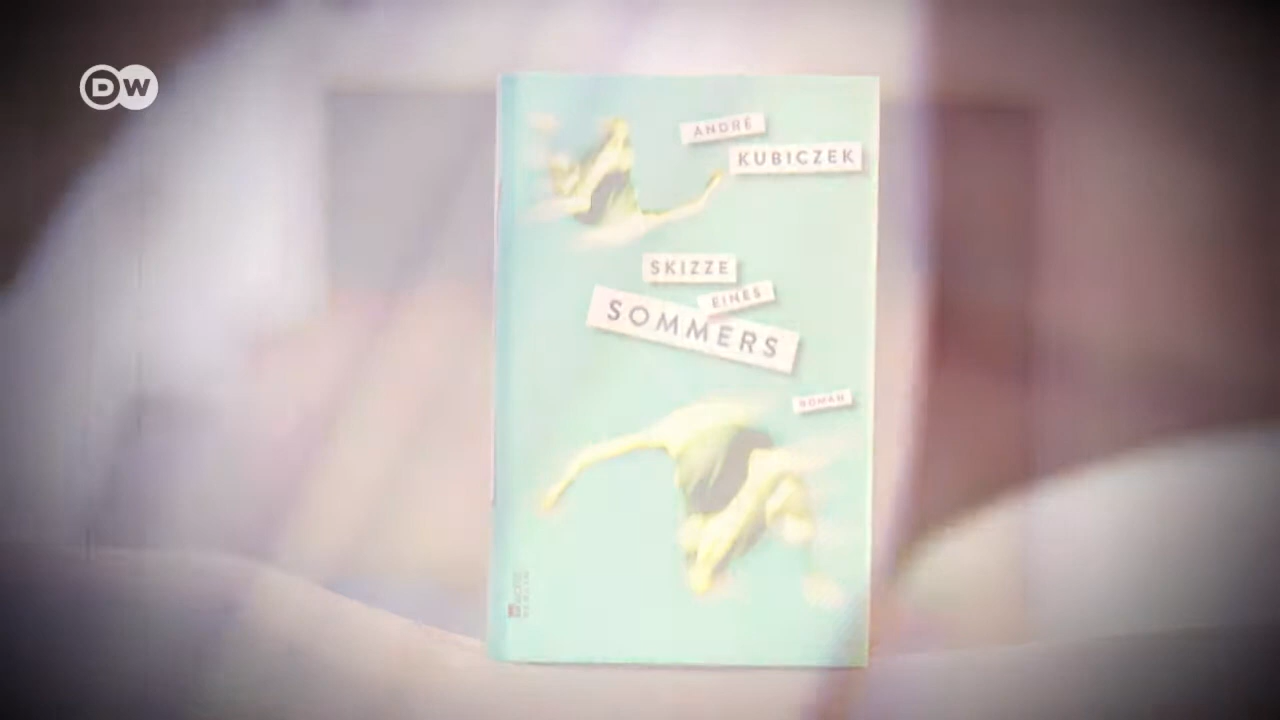 DW
ANDRÉ
KUBICZEK
SKIZZE
EINES
SOMMERS
ROMAN